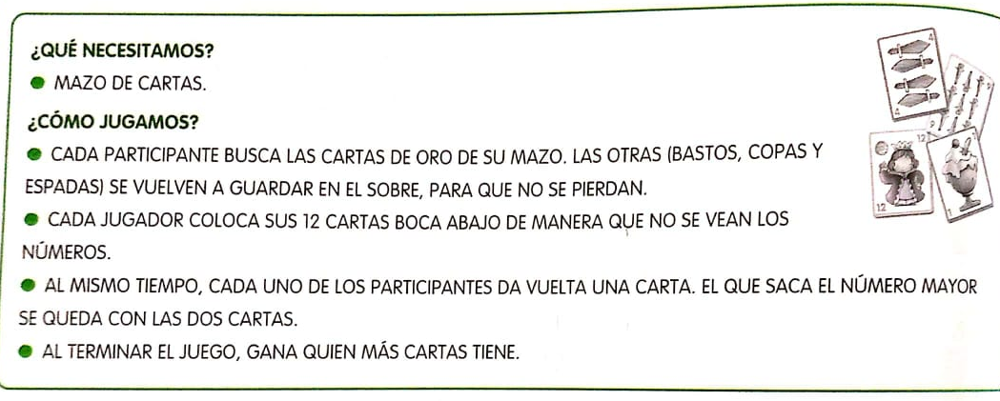 ¿QUÉ NECESITAMOS?
● MAZO DE CARTAS.
¿CÓMO JUGAMOS?
● CADA PARTICIPANTE BUSCA LAS CARTAS DE ORO DE SU MAZO. LAS OTRAS (BASTOS, COPAS Y
ESPADAS) SE VUELVEN A GUARDAR EN EL SOBRE, PARA QUE NO SE PIERDAN.
● CADA JUGADOR COLOCA SUS 12 CARTAS BOCA ABAJO DE MANERA QUE NO SE VEAN LOS
NÚMEROS.
● AL MISMO TIEMPO, CADA UNO DE LOS PARTICIPANTES DA VUELTA UNA CARTA. EL QUE SACA EL NÚMERO MAYOR
SE QUEDA CON LAS DOS CARTAS.
● AL TERMINAR EL JUEGO, GANA QUIEN MÁS CARTAS TIENE.
4
4
9
9
12
12
1
1